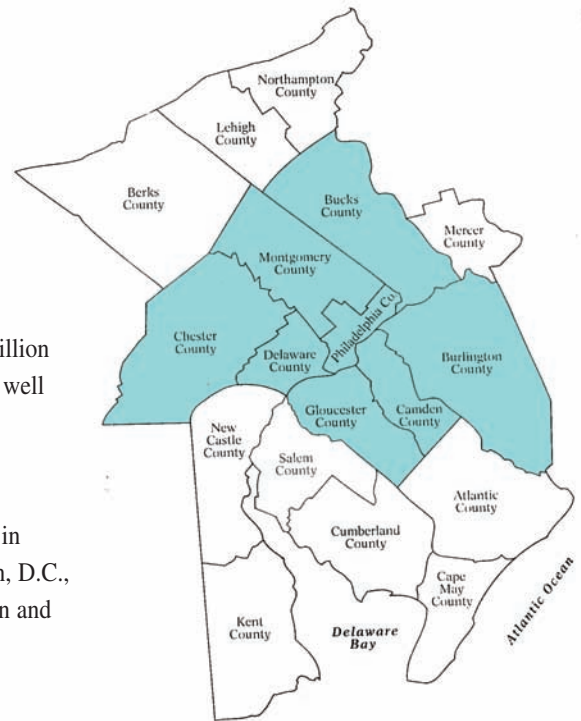 Northampton
County
Lehigh
County
Berks
County
Bucks
County
Mercer
County
Montgomery
County
Philadelphia Co.
Chester
County
Delaware
County
Burlington
County
Gloucester
County
Camden
County
New
Castle
County
Salem
County
Atlantic
County
Cumberland
County
Cape
May
County
Kent
County
Delaware
Bay
Atlantic Ocean
illion
well
in
n, D.C.,
n and